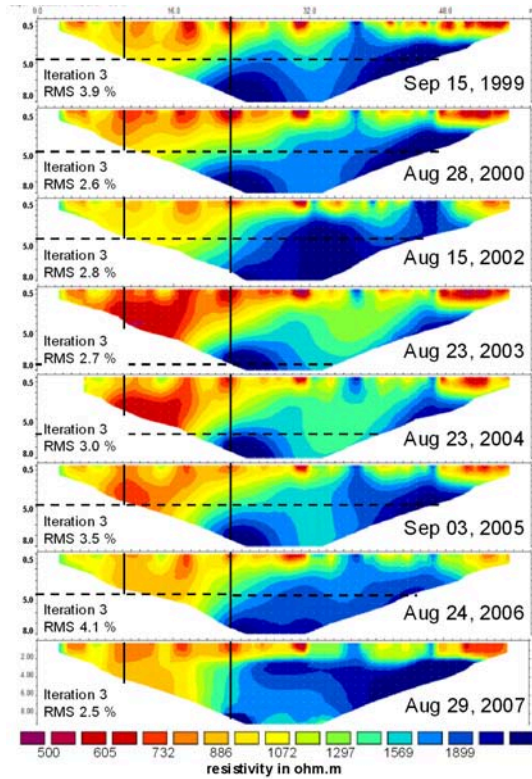 0.0 16.0 32.0 48.0
0.5
5.0
8.0
Iteration 3
RMS 3.9 %
Sep 15, 1999
0.5
5.0
8.0
Iteration 3
RMS 2.6 %
Aug 28, 2000
0.5
5.0
8.0
Iteration 3
RMS 2.8 %
Aug 15, 2002
0.5
5.0
8.0
Iteration 3
RMS 2.7 %
Aug 23, 2003
0.5
5.0
8.0
Iteration 3
RMS 3.0 %
Aug 23, 2004
0.5
5.0
8.0
Iteration 3
RMS 3.5 %
Sep 03, 2005
0.5
5.0
8.0
Iteration 3
RMS 4.1 %
Aug 24, 2006
2.00
4.00
6.00
8.00
Iteration 3
RMS 2.5 %
Aug 29, 2007
500 605 732 886 1072 1297 1569 1899
resistivity in ohm.m